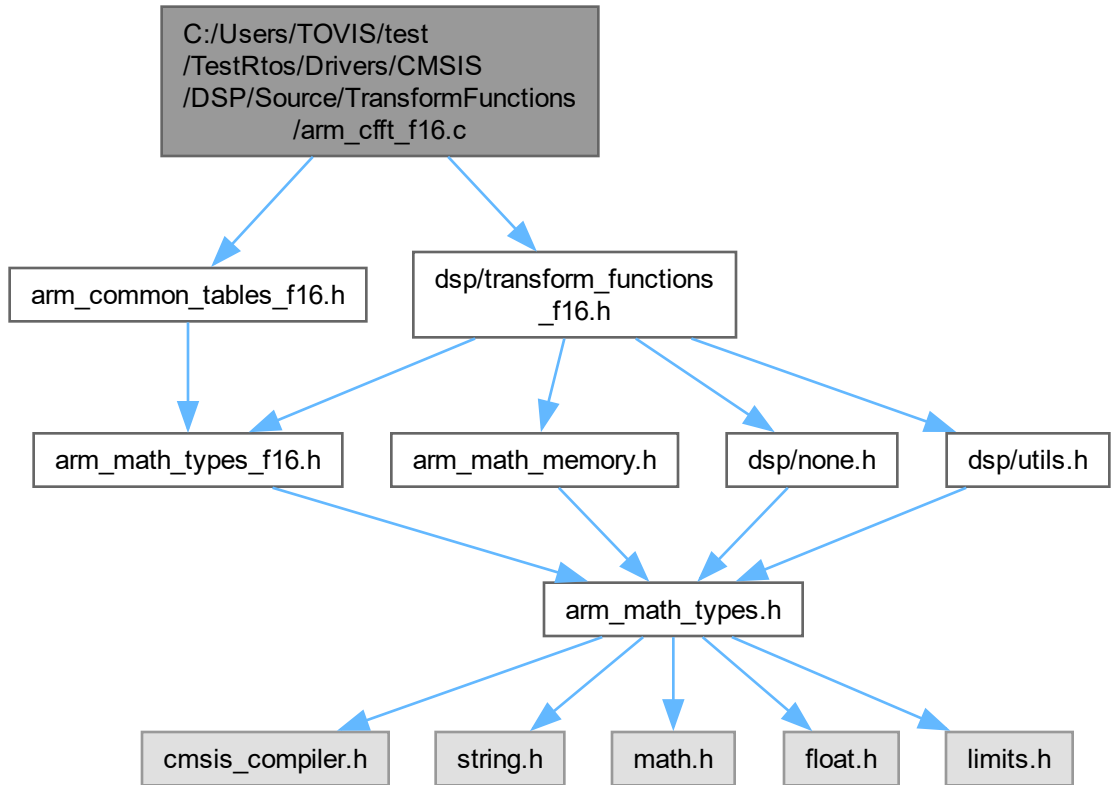 C:/Users/TOVIS/test
/TestRtos/Drivers/CMSIS
/DSP/Source/TransformFunctions
/arm_cfft_f16.c
arm_common_tables_f16.h
dsp/transform_functions
_f16.h
arm_math_types_f16.h
arm_math_memory.h
dsp/none.h
dsp/utils.h
arm_math_types.h
cmsis_compiler.h
string.h
math.h
float.h
limits.h